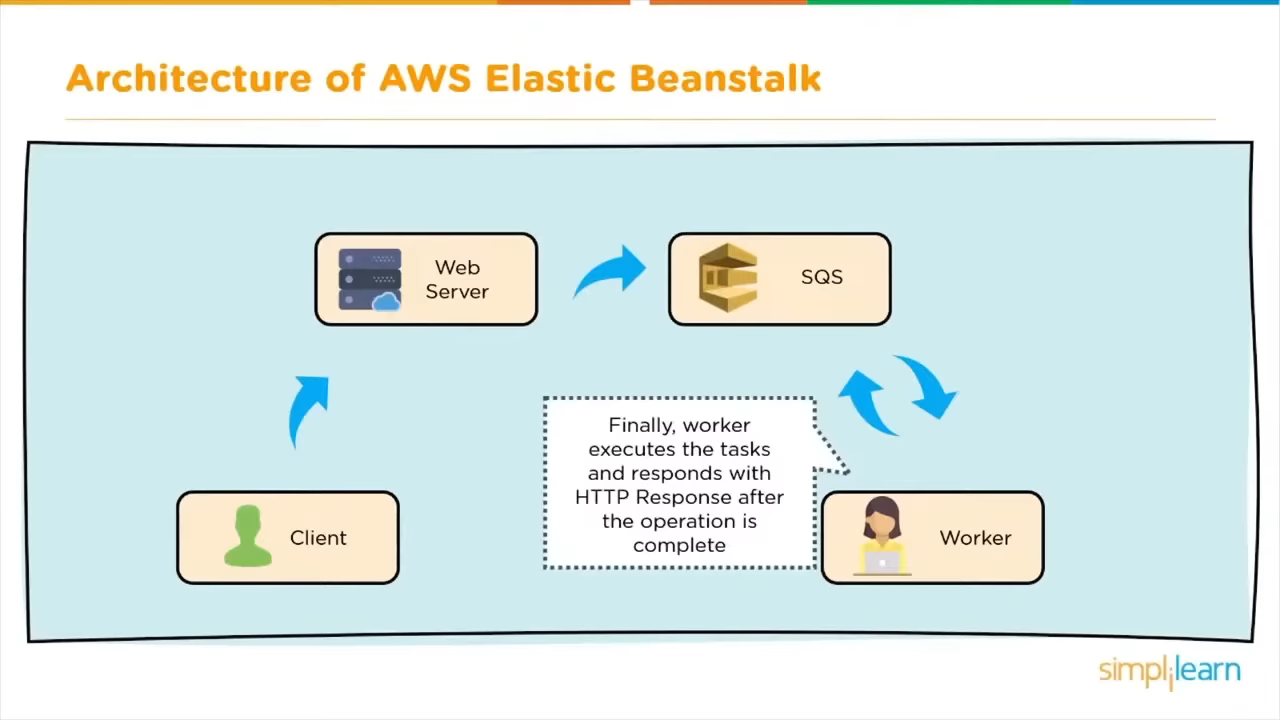 Architecture of AWS Elastic Beanstalk
Web
Server
SQS
Finally, worker
executes the tasks
and responds with
HTTP Response after
the operation is
complete
Client
Worker
simplilearn